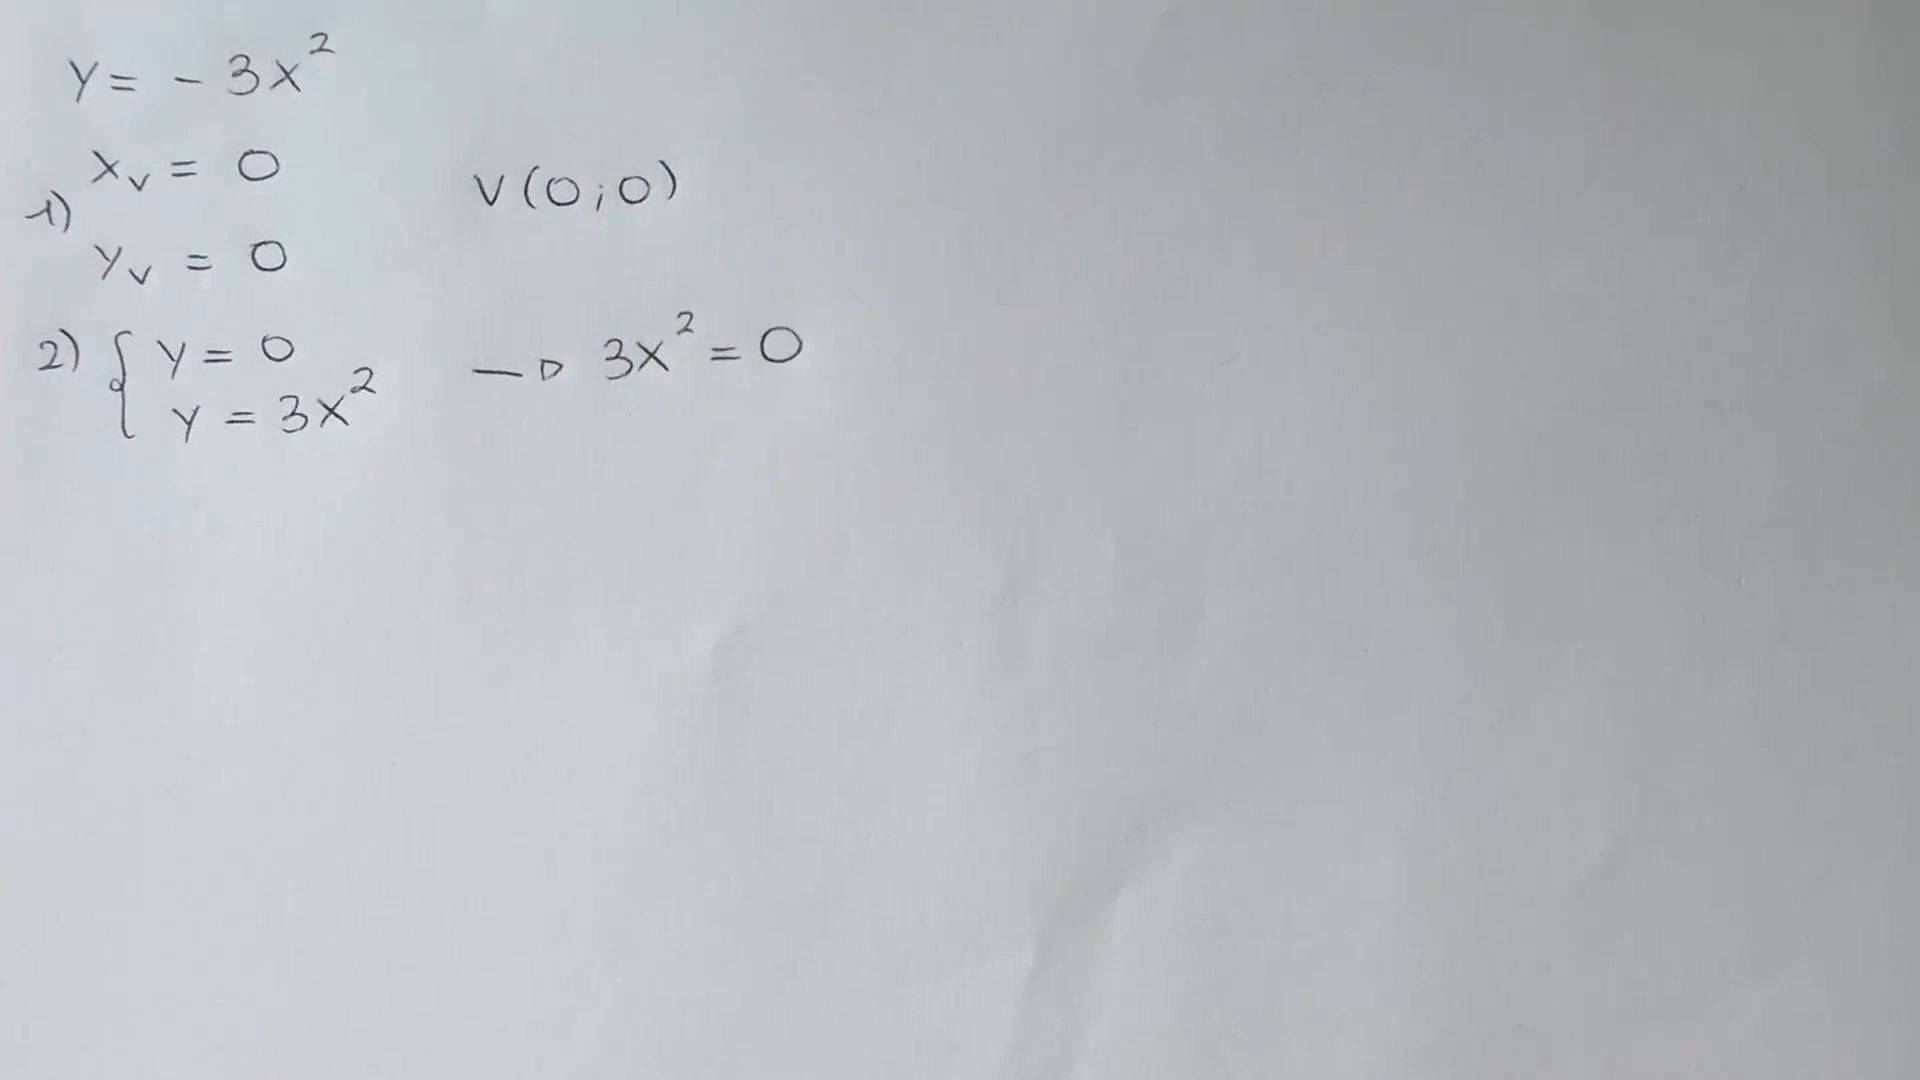 y = - 3x²
xᵥ = 0
1)
V(0;0)
yᵥ = 0
2) { y = 0
y = 3x²
—▷ 3x² = 0